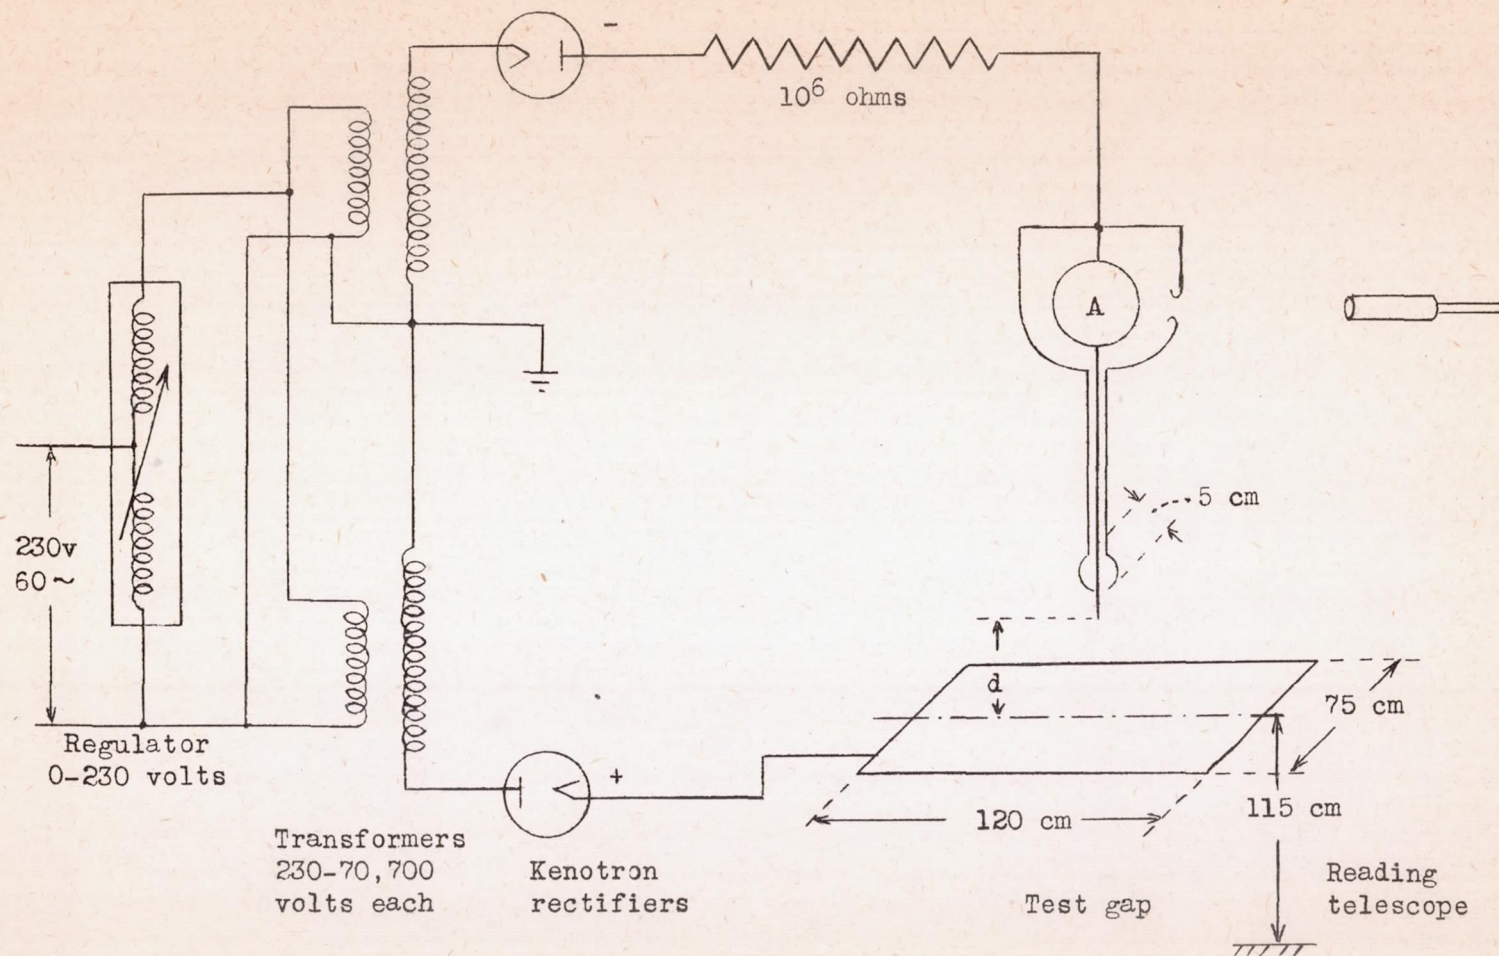 -
10⁶ ohms
A
5 cm
230v
60~
d
75 cm
Regulator
0-230 volts
+
115 cm
120 cm
Transformers
230-70,700
volts each
Kenotron
rectifiers
Test gap
Reading
telescope